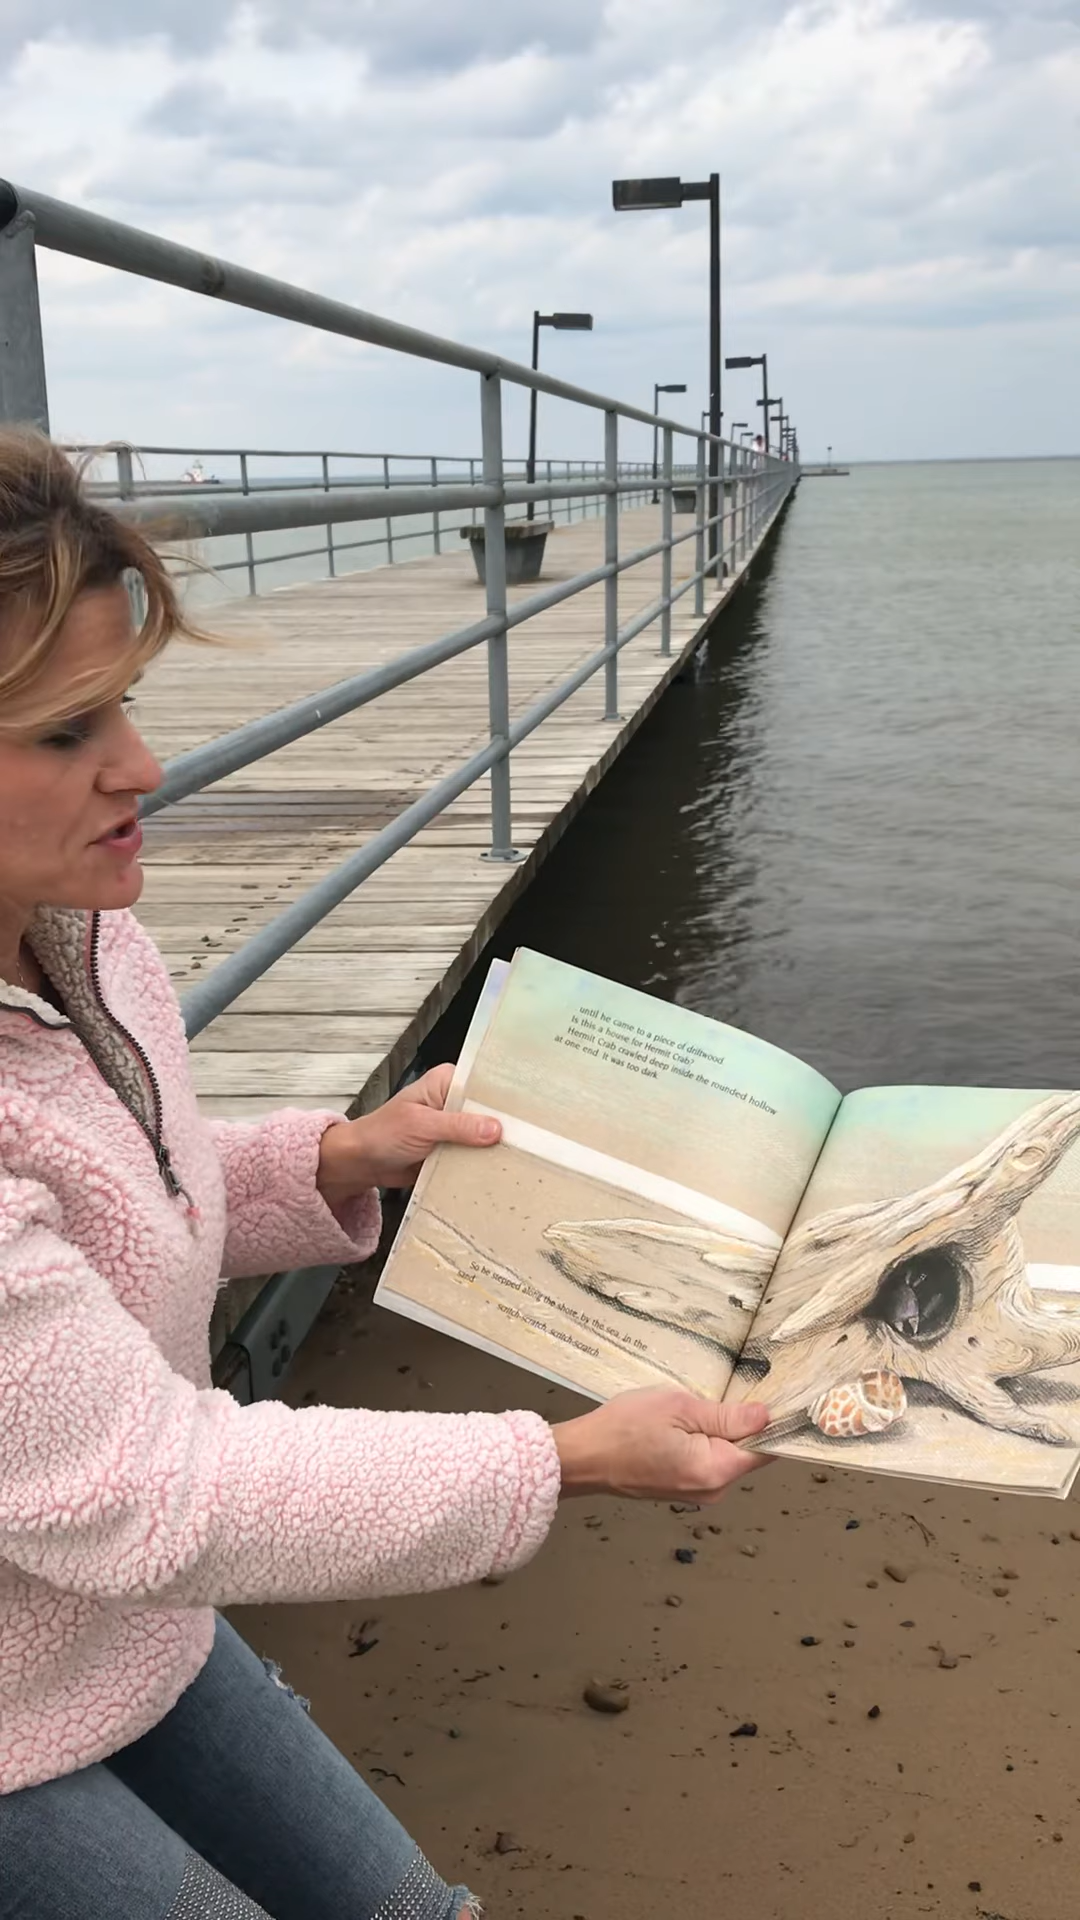 until he came to a piece of driftwood.
Is this a house for Hermit Crab?
Hermit Crab crawled deep inside the rounded hollow
at one end. It was too dark.
So he stepped along the shore, by the sea, in the
sand
scritch-scratch, scritch-scratch